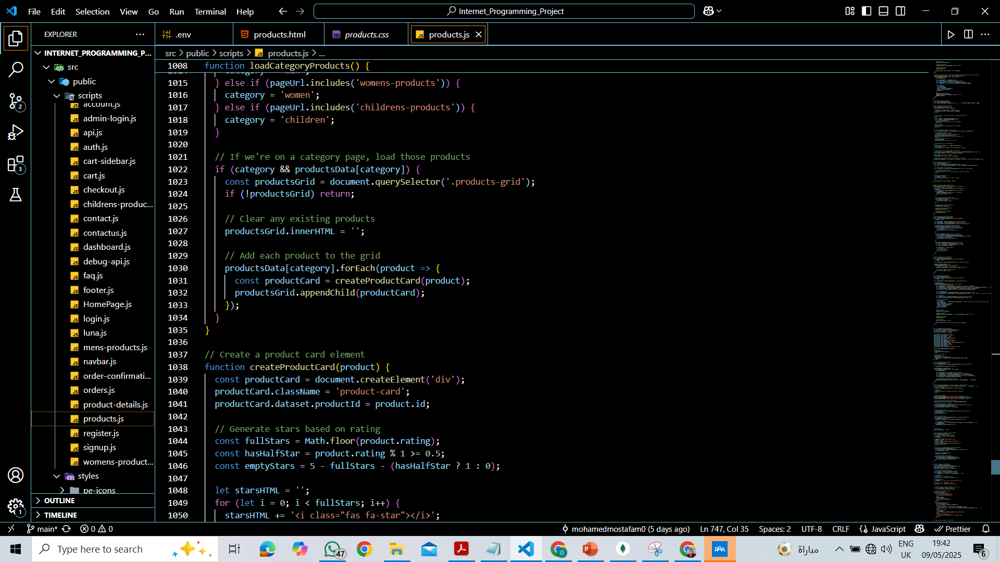 File Edit Selection View Go Run Terminal Help
Internet_Programming_Project
EXPLORER
.env
products.html
products.css
products.js
INTERNET_PROGRAMMING_P...
src
public
scripts
account.js
admin-login.js
api.js
auth.js
cart-sidebar.js
cart.js
checkout.js
childrens-produc...
contact.js
contactus.js
dashboard.js
debug-api.js
faq.js
footer.js
HomePage.js
login.js
luna.js
mens-products.js
navbar.js
order-confirmati...
orders.js
product-details.js
products.js
register.js
signup.js
womens-product...
styles
pe-icons
OUTLINE
TIMELINE
2
3
1
src > public > scripts > products.js > ...
1008 function loadCategoryProducts() {
1015 } else if (pageUrl.includes('womens-products')) {
1016 category = 'women';
1017 } else if (pageUrl.includes('childrens-products')) {
1018 category = 'children';
1019 }
1020
1021 // If we're on a category page, load those products
1022 if (category && productsData[category]) {
1023 const productsGrid = document.querySelector('.products-grid');
1024 if (!productsGrid) return;
1025
1026 // Clear any existing products
1027 productsGrid.innerHTML = '';
1028
1029 // Add each product to the grid
1030 productsData[category].forEach(product => {
1031 const productCard = createProductCard(product);
1032 productsGrid.appendChild(productCard);
1033 });
1034 }
1035 }
1036
1037 // Create a product card element
1038 function createProductCard(product) {
1039 const productCard = document.createElement('div');
1040 productCard.className = 'product-card';
1041 productCard.dataset.productId = product.id;
1042
1043 // Generate stars based on rating
1044 const fullStars = Math.floor(product.rating);
1045 const hasHalfStar = product.rating % 1 >= 0.5;
1046 const emptyStars = 5 - fullStars - (hasHalfStar ? 1 : 0);
1047
1048 let starsHTML = '';
1049 for (let i = 0; i < fullStars; i++) {
1050 starsHTML += '<i class="fas fa-star"></i>';
main* 0 0 mohamedmostafam0 (5 days ago) Ln 747, Col 35 Spaces: 2 UTF-8 CRLF {} JavaScript Prettier
Type here to search
47
مباراة
ENG
UK
19:42
09/05/2025
6